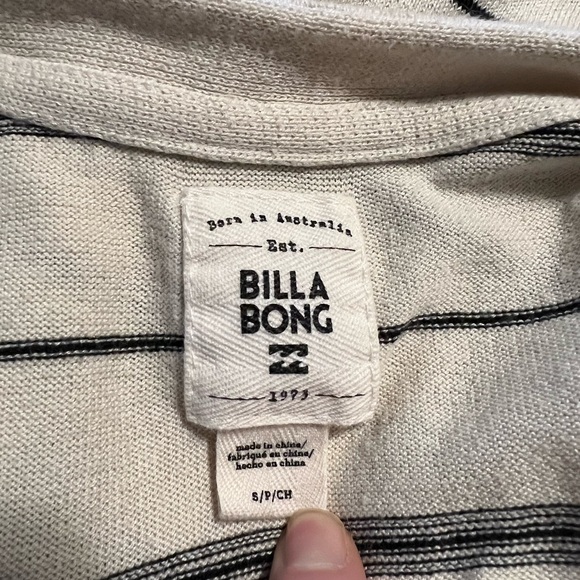 Born in Australia
Est.
BILLA
BONG
1973
made in china/
fabriqué en chine/
hecho en china
S/P/CH